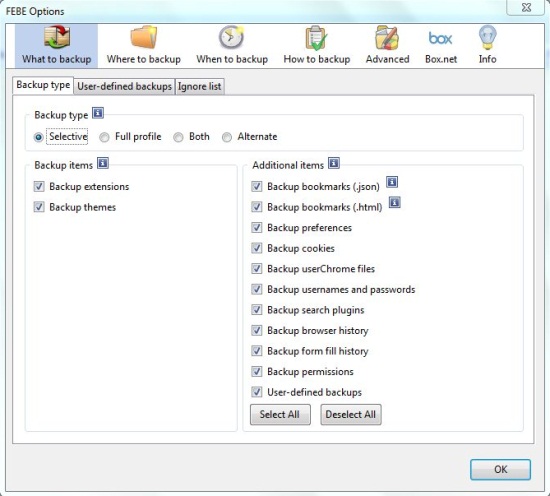 FEBE Options
What to backup Where to backup When to backup How to backup Advanced Box.net Info
box
Backup type User-defined backups Ignore list
Backup type
Selective Full profile Both Alternate
Backup items
Backup extensions
Backup themes
Additional items
Backup bookmarks (.json)
Backup bookmarks (.html)
Backup preferences
Backup cookies
Backup userChrome files
Backup usernames and passwords
Backup search plugins
Backup browser history
Backup form fill history
Backup permissions
User-defined backups
Select All Deselect All
OK